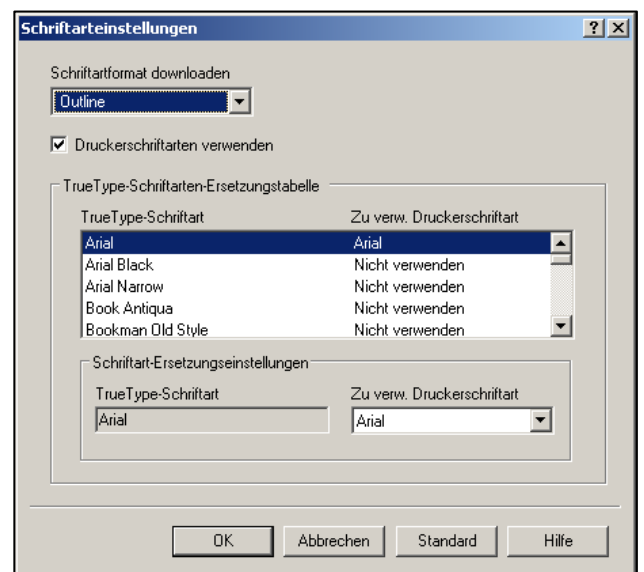 Schriftarteinstellungen
Schriftartformat downloaden
Outline
Druckerschriftarten verwenden
TrueType-Schriftarten-Ersetzungstabelle
TrueType-Schriftart Zu verw. Druckerschriftart
Arial Arial
Arial Black Nicht verwenden
Arial Narrow Nicht verwenden
Book Antiqua Nicht verwenden
Bookman Old Style Nicht verwenden
Schriftart-Ersetzungseinstellungen
TrueType-Schriftart Zu verw. Druckerschriftart
Arial Arial
OK Abbrechen Standard Hilfe